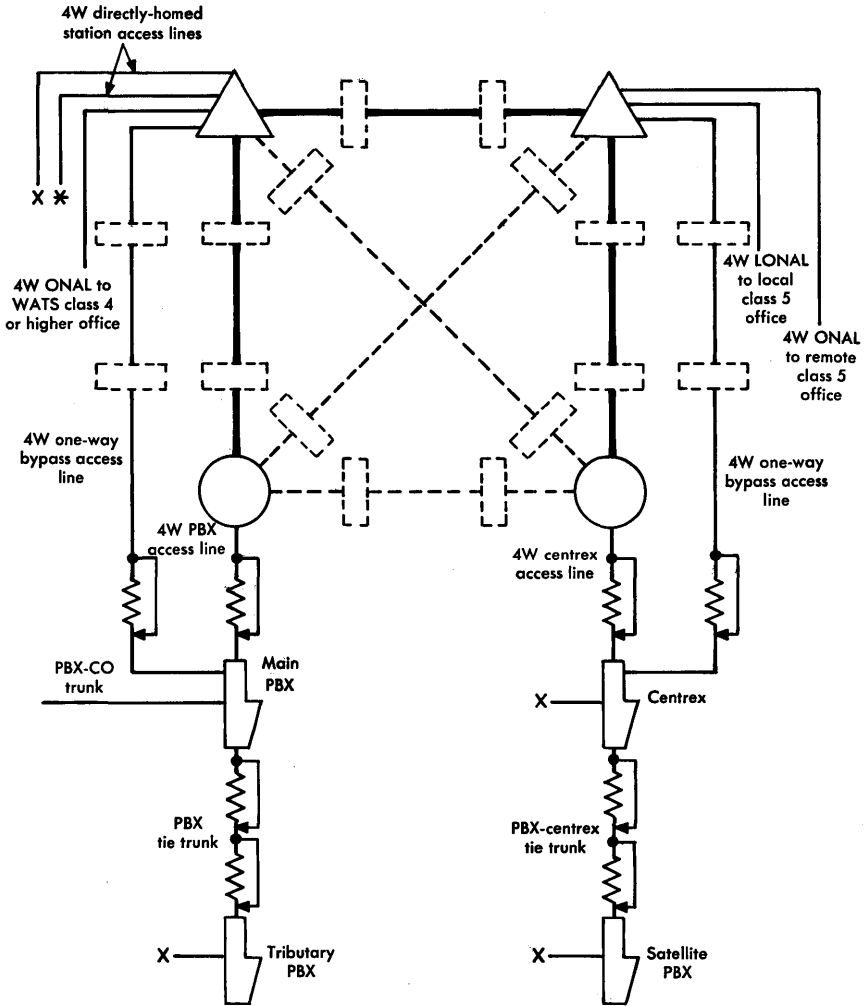 4W directly-homed
station access lines
X X
4W ONAL to
WATS class 4
or higher office
4W LONAL
to local
class 5
office
4W ONAL
to remote
class 5
office
4W one-way
bypass access
line
4W one-way
bypass access
line
4W PBX
access line
4W centrex
access line
PBX-CO
trunk
Main
PBX
X
Centrex
PBX
tie trunk
PBX-centrex
tie trunk
X
Tributary
PBX
X
Satellite
PBX